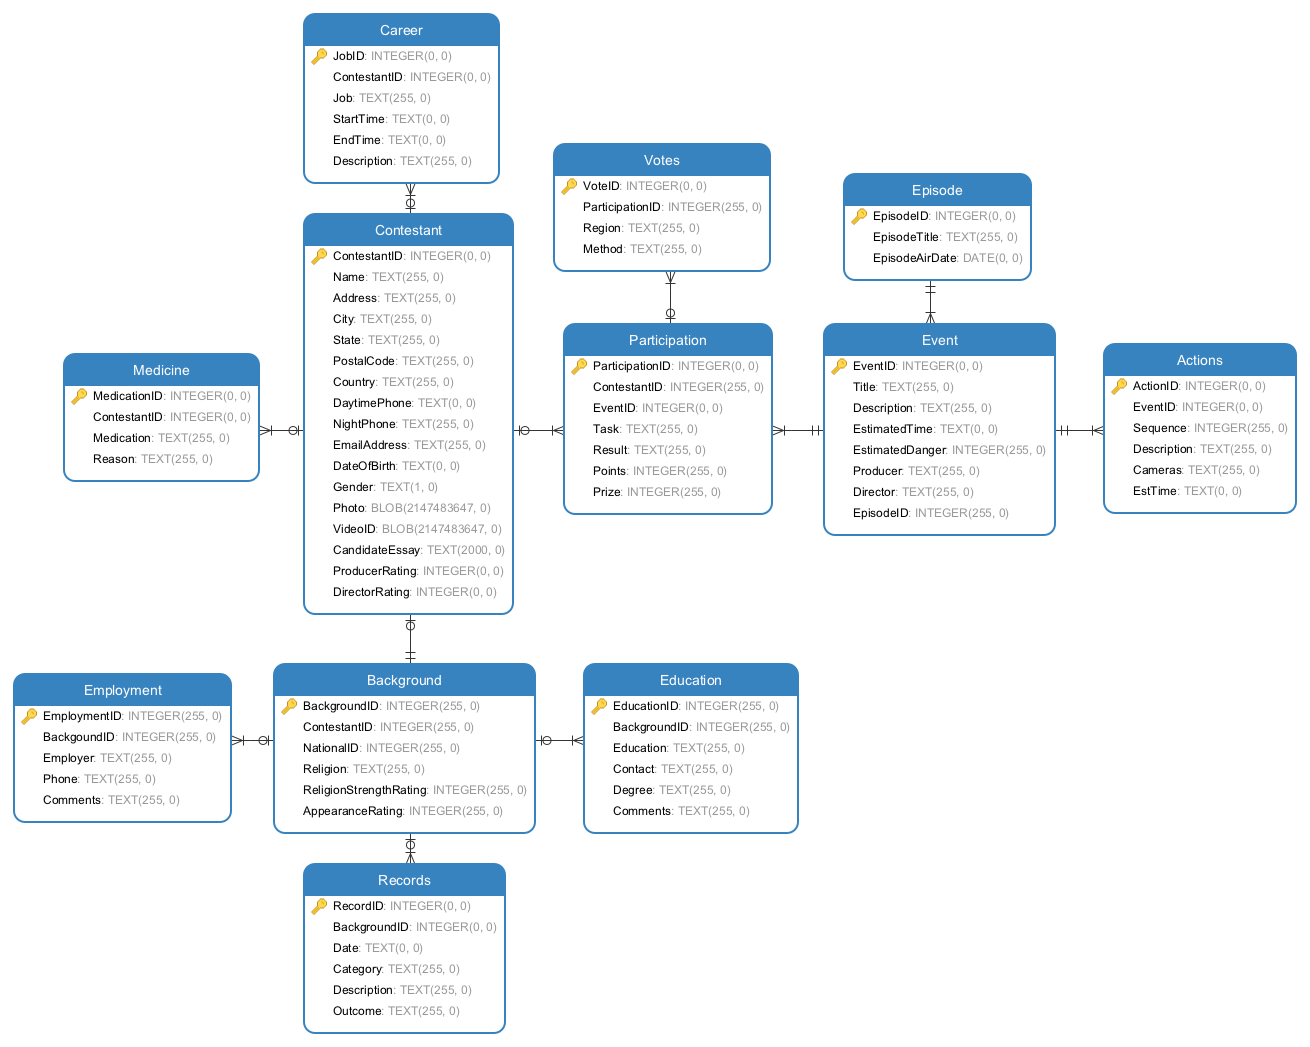 Career
JobID: INTEGER(0, 0)
ContestantID: INTEGER(0, 0)
Job: TEXT(255, 0)
StartTime: TEXT(0, 0)
EndTime: TEXT(0, 0)
Description: TEXT(255, 0)
Votes
VoteID: INTEGER(0, 0)
ParticipationID: INTEGER(255, 0)
Region: TEXT(255, 0)
Method: TEXT(255, 0)
Episode
EpisodeID: INTEGER(0, 0)
EpisodeTitle: TEXT(255, 0)
EpisodeAirDate: DATE(0, 0)
Contestant
ContestantID: INTEGER(0, 0)
Name: TEXT(255, 0)
Address: TEXT(255, 0)
City: TEXT(255, 0)
State: TEXT(255, 0)
PostalCode: TEXT(255, 0)
Country: TEXT(255, 0)
DaytimePhone: TEXT(0, 0)
NightPhone: TEXT(255, 0)
EmailAddress: TEXT(255, 0)
DateOfBirth: TEXT(0, 0)
Gender: TEXT(1, 0)
Photo: BLOB(2147483647, 0)
VideoID: BLOB(2147483647, 0)
CandidateEssay: TEXT(2000, 0)
ProducerRating: INTEGER(0, 0)
DirectorRating: INTEGER(0, 0)
Medicine
MedicationID: INTEGER(0, 0)
ContestantID: INTEGER(0, 0)
Medication: TEXT(255, 0)
Reason: TEXT(255, 0)
Participation
ParticipationID: INTEGER(0, 0)
ContestantID: INTEGER(255, 0)
EventID: INTEGER(0, 0)
Task: TEXT(255, 0)
Result: TEXT(255, 0)
Points: INTEGER(255, 0)
Prize: INTEGER(255, 0)
Event
EventID: INTEGER(0, 0)
Title: TEXT(255, 0)
Description: TEXT(255, 0)
EstimatedTime: TEXT(0, 0)
EstimatedDanger: INTEGER(255, 0)
Producer: TEXT(255, 0)
Director: TEXT(255, 0)
EpisodeID: INTEGER(255, 0)
Actions
ActionID: INTEGER(0, 0)
EventID: INTEGER(0, 0)
Sequence: INTEGER(255, 0)
Description: TEXT(255, 0)
Cameras: TEXT(255, 0)
EstTime: TEXT(0, 0)
Employment
EmploymentID: INTEGER(255, 0)
BackgoundID: INTEGER(255, 0)
Employer: TEXT(255, 0)
Phone: TEXT(255, 0)
Comments: TEXT(255, 0)
Background
BackgroundID: INTEGER(255, 0)
ContestantID: INTEGER(255, 0)
NationalID: INTEGER(255, 0)
Religion: TEXT(255, 0)
ReligionStrengthRating: INTEGER(255, 0)
AppearanceRating: INTEGER(255, 0)
Education
EducationID: INTEGER(255, 0)
BackgroundID: INTEGER(255, 0)
Education: TEXT(255, 0)
Contact: TEXT(255, 0)
Degree: TEXT(255, 0)
Comments: TEXT(255, 0)
Records
RecordID: INTEGER(0, 0)
BackgroundID: INTEGER(0, 0)
Date: TEXT(0, 0)
Category: TEXT(255, 0)
Description: TEXT(255, 0)
Outcome: TEXT(255, 0)